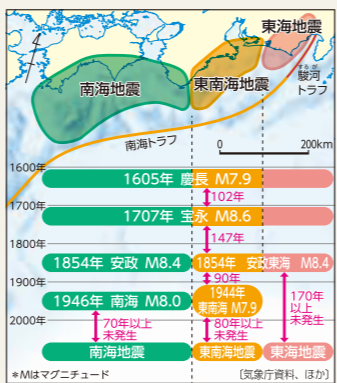 東海地震
東南海地震
南海地震
するが
駿河
トラフ
南海トラフ
0 200km
1600年
1605年 慶長 M7.9
102年
1700年
1707年 宝永 M8.6
147年
1800年
1854年 安政 M8.4
1854年 安政東海 M8.4
90年
1900年
1946年 南海 M8.0
1944年
東南海 M7.9
170年
以上
未発生
2000年
70年以上
未発生
80年以上
未発生
南海地震
東南海地震
東海地震
*Mはマグニチュード
〔気象庁資料、ほか〕